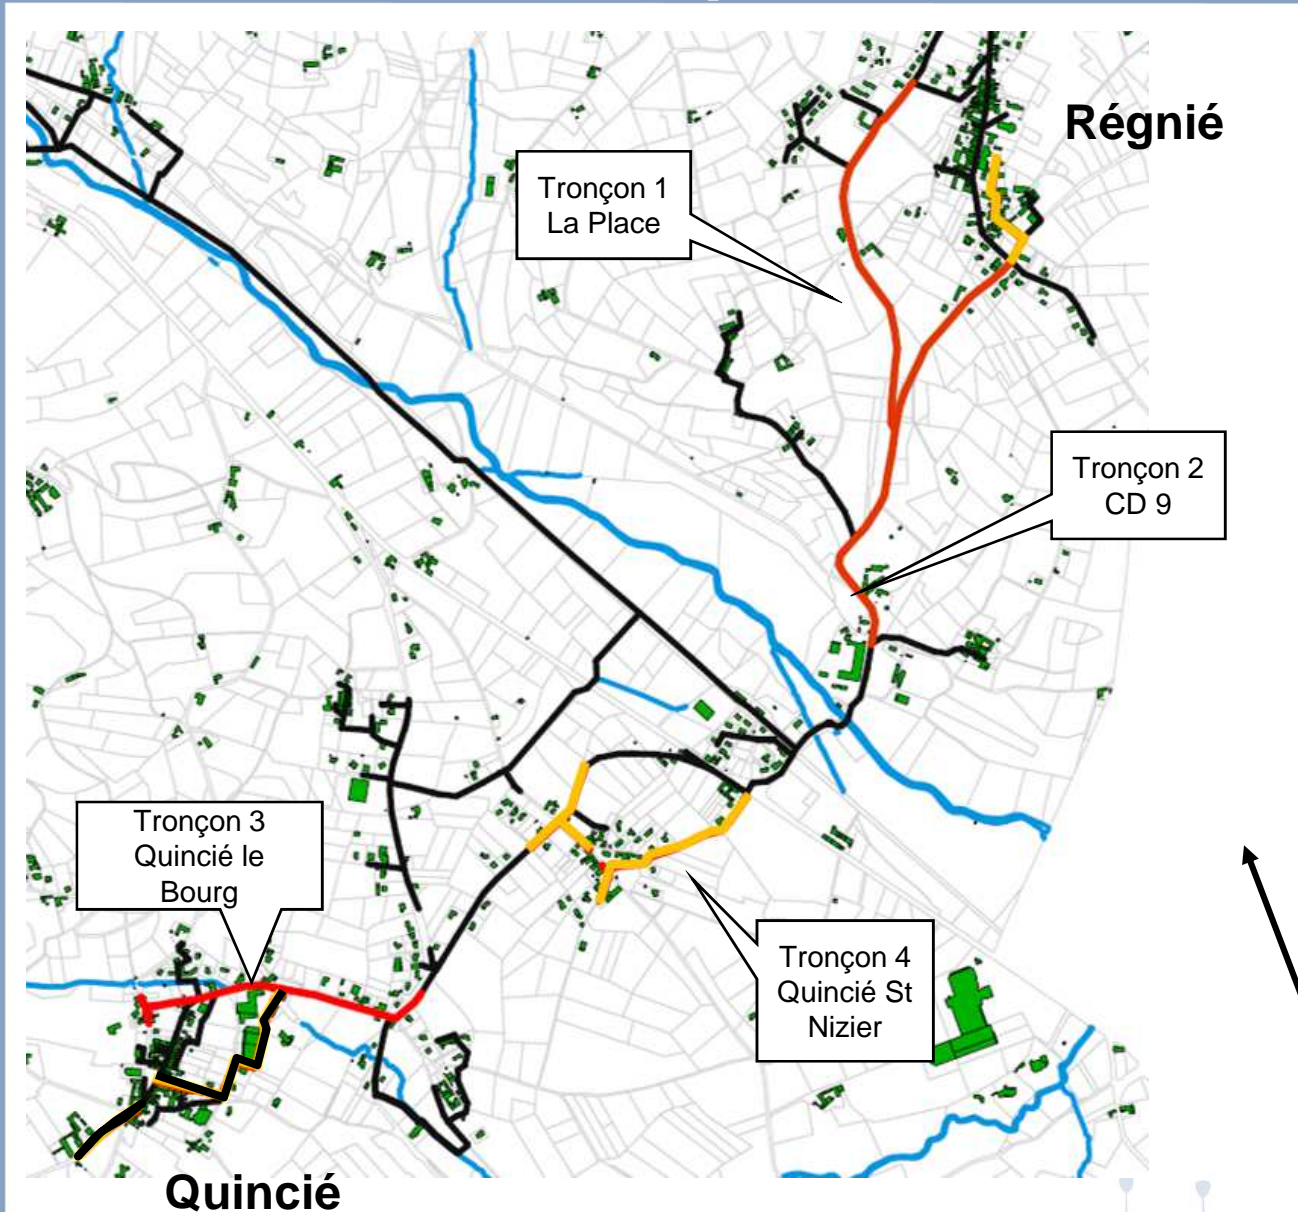 Régnié
Tronçon 1
La Place
Tronçon 2
CD 9
Tronçon 3
Quincié le
Bourg
Tronçon 4
Quincié St
Nizier
Quincié